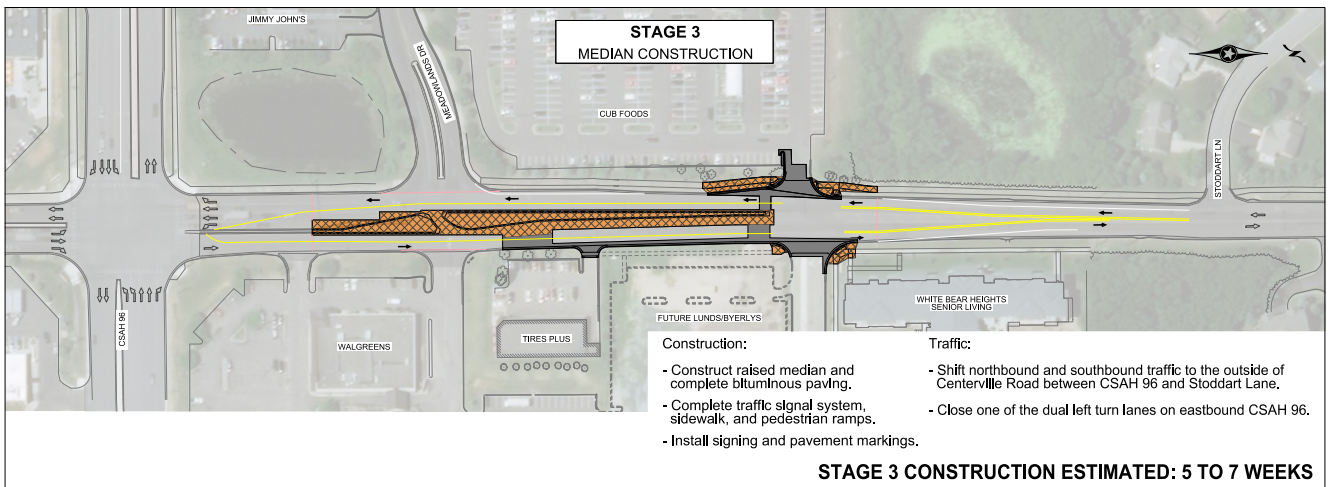 JIMMY JOHN'S
MEADOWLANDS DR
STAGE 3
MEDIAN CONSTRUCTION
CUB FOODS
STODDART LN
CSAH 96
WALGREENS
TIRES PLUS
FUTURE LUNDS/BYERLYS
WHITE BEAR HEIGHTS
SENIOR LIVING
Construction:
- Construct raised median and
complete bituminous paving.
- Complete traffic signal system,
sidewalk, and pedestrian ramps.
- Install signing and pavement markings.
Traffic:
- Shift northbound and southbound traffic to the outside of
Centerville Road between CSAH 96 and Stoddart Lane.
- Close one of the dual left turn lanes on eastbound CSAH 96.
STAGE 3 CONSTRUCTION ESTIMATED: 5 TO 7 WEEKS